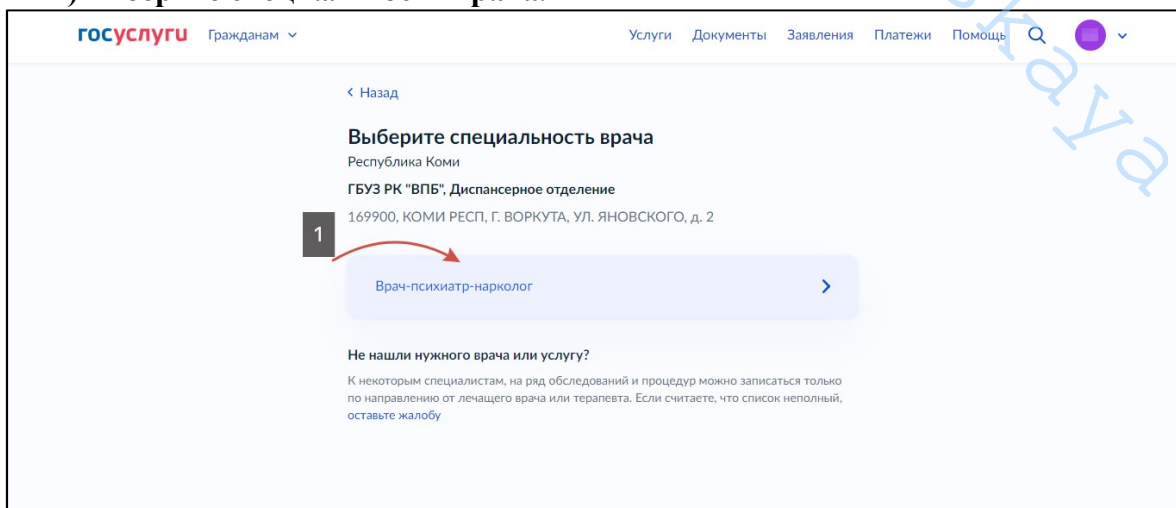 госуслуги Гражданам Услуги Документы Заявления Платежи Помощь
Назад
Выберите специальность врача
Республика Коми
ГБУЗ РК "ВПБ", Диспансерное отделение
169900, КОМИ РЕСП, Г. ВОРКУТА, УЛ. ЯНОВСКОГО, д. 2
1
Врач-психиатр-нарколог
Не нашли нужного врача или услугу?
К некоторым специалистам, на ряд обследований и процедур можно записаться только
по направлению от лечащего врача или терапевта. Если считаете, что список неполный,
оставьте жалобу